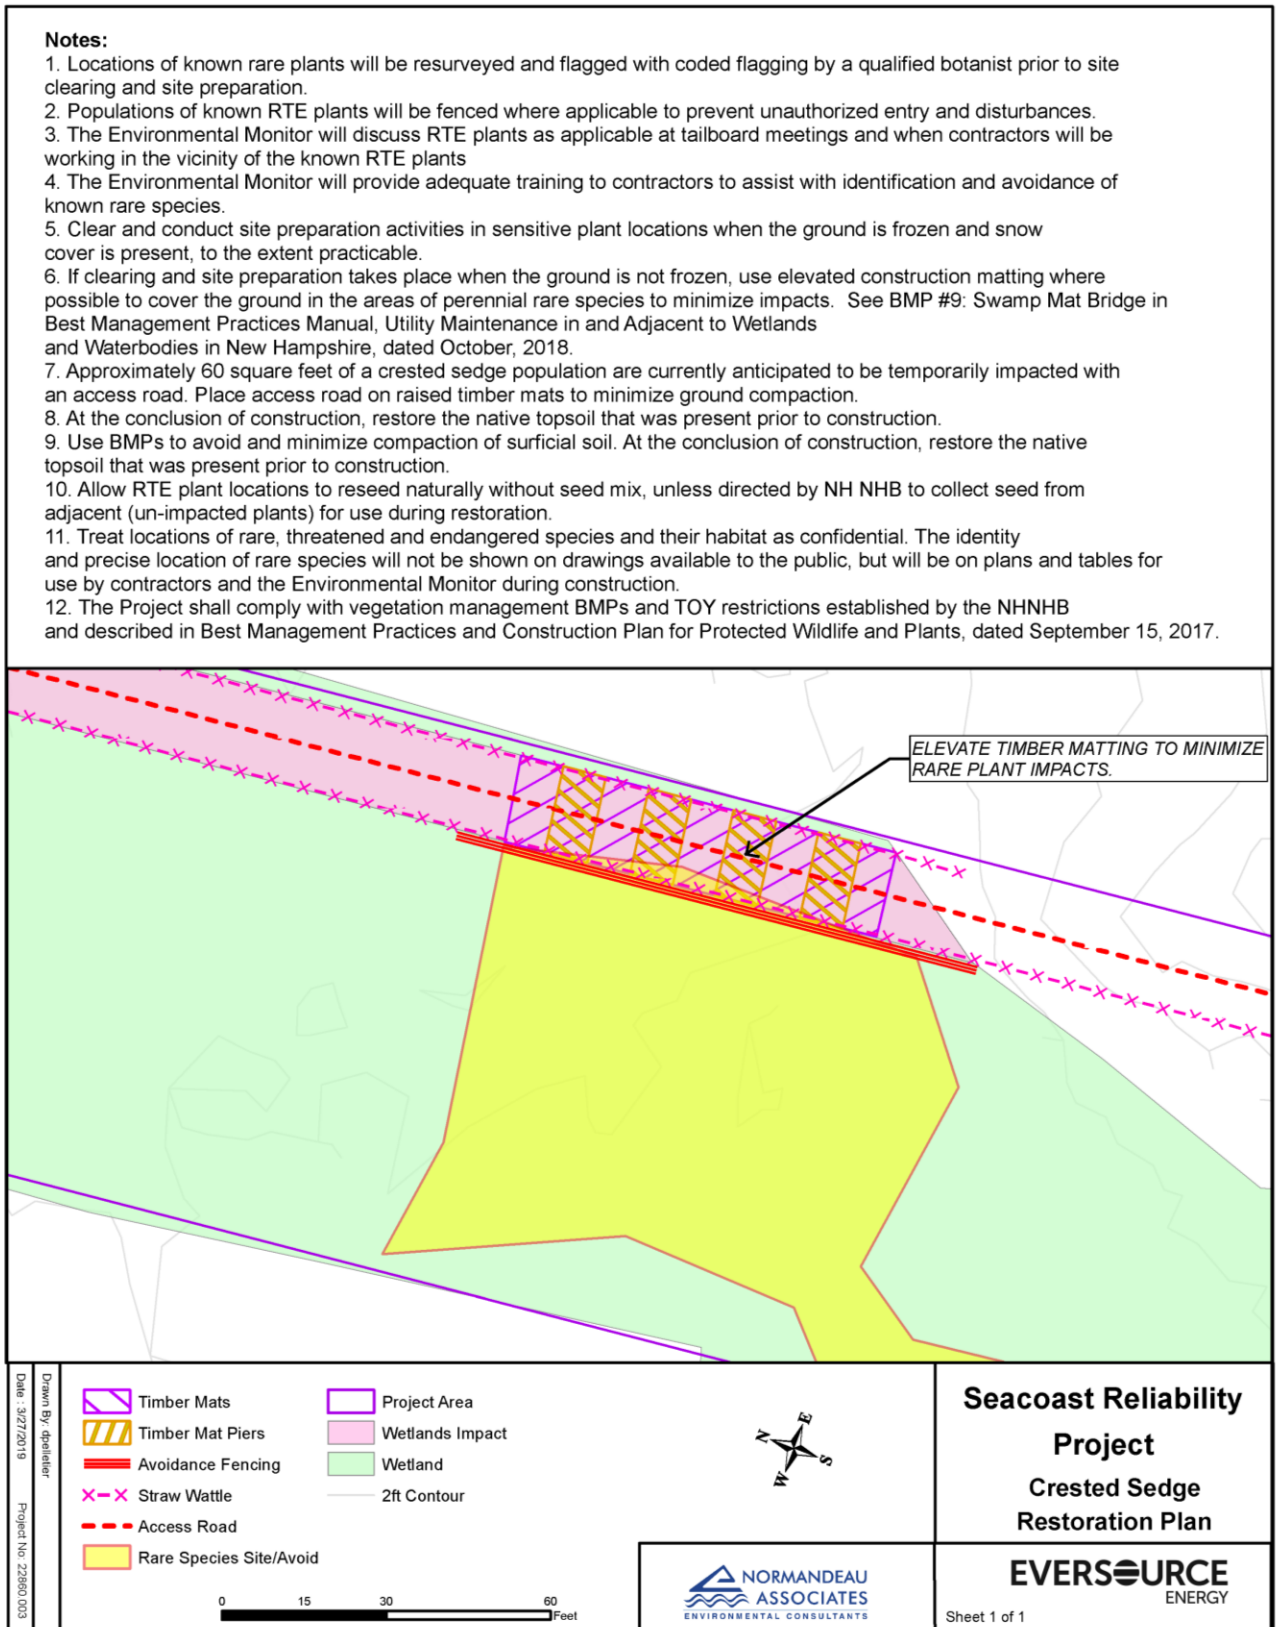 Notes:
1. Locations of known rare plants will be resurveyed and flagged with coded flagging by a qualified botanist prior to site
clearing and site preparation.
2. Populations of known RTE plants will be fenced where applicable to prevent unauthorized entry and disturbances.
3. The Environmental Monitor will discuss RTE plants as applicable at tailboard meetings and when contractors will be
working in the vicinity of the known RTE plants
4. The Environmental Monitor will provide adequate training to contractors to assist with identification and avoidance of
known rare species.
5. Clear and conduct site preparation activities in sensitive plant locations when the ground is frozen and snow
cover is present, to the extent practicable.
6. If clearing and site preparation takes place when the ground is not frozen, use elevated construction matting where
possible to cover the ground in the areas of perennial rare species to minimize impacts. See BMP #9: Swamp Mat Bridge in
Best Management Practices Manual, Utility Maintenance in and Adjacent to Wetlands
and Waterbodies in New Hampshire, dated October, 2018.
7. Approximately 60 square feet of a crested sedge population are currently anticipated to be temporarily impacted with
an access road. Place access road on raised timber mats to minimize ground compaction.
8. At the conclusion of construction, restore the native topsoil that was present prior to construction.
9. Use BMPs to avoid and minimize compaction of surficial soil. At the conclusion of construction, restore the native
topsoil that was present prior to construction.
10. Allow RTE plant locations to reseed naturally without seed mix, unless directed by NH NHB to collect seed from
adjacent (un-impacted plants) for use during restoration.
11. Treat locations of rare, threatened and endangered species and their habitat as confidential. The identity
and precise location of rare species will not be shown on drawings available to the public, but will be on plans and tables for
use by contractors and the Environmental Monitor during construction.
12. The Project shall comply with vegetation management BMPs and TOY restrictions established by the NHNHB
and described in Best Management Practices and Construction Plan for Protected Wildlife and Plants, dated September 15, 2017.
ELEVATE TIMBER MATTING TO MINIMIZE
RARE PLANT IMPACTS.
Date : 3/27/2019
Project No: 22860.003
Drawn By: dpelletier
Timber Mats
Timber Mat Piers
Avoidance Fencing
Straw Wattle
Access Road
Rare Species Site/Avoid
Project Area
Wetlands Impact
Wetland
2ft Contour
0 15 30 60
Feet
N
E
S
W
Seacoast Reliability
Project
Crested Sedge
Restoration Plan
NORMANDEAU
ASSOCIATES
ENVIRONMENTAL CONSULTANTS
EVERSOURCE
ENERGY
Sheet 1 of 1